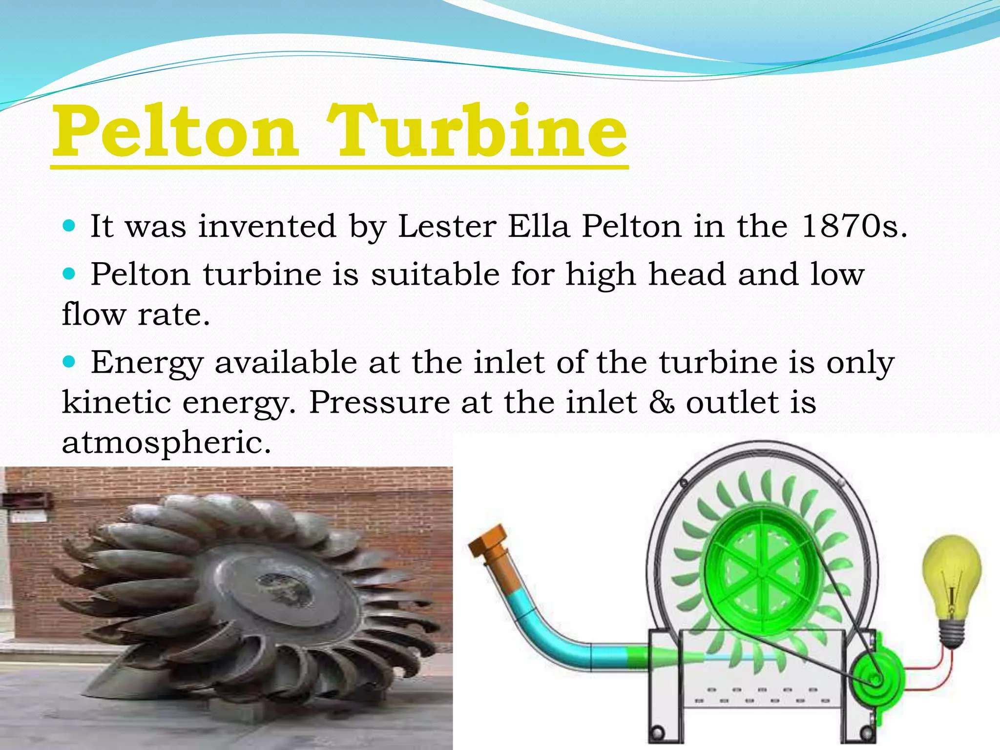 Pelton Turbine
• It was invented by Lester Ella Pelton in the 1870s.
• Pelton turbine is suitable for high head and low
flow rate.
• Energy available at the inlet of the turbine is only
kinetic energy. Pressure at the inlet & outlet is
atmospheric.